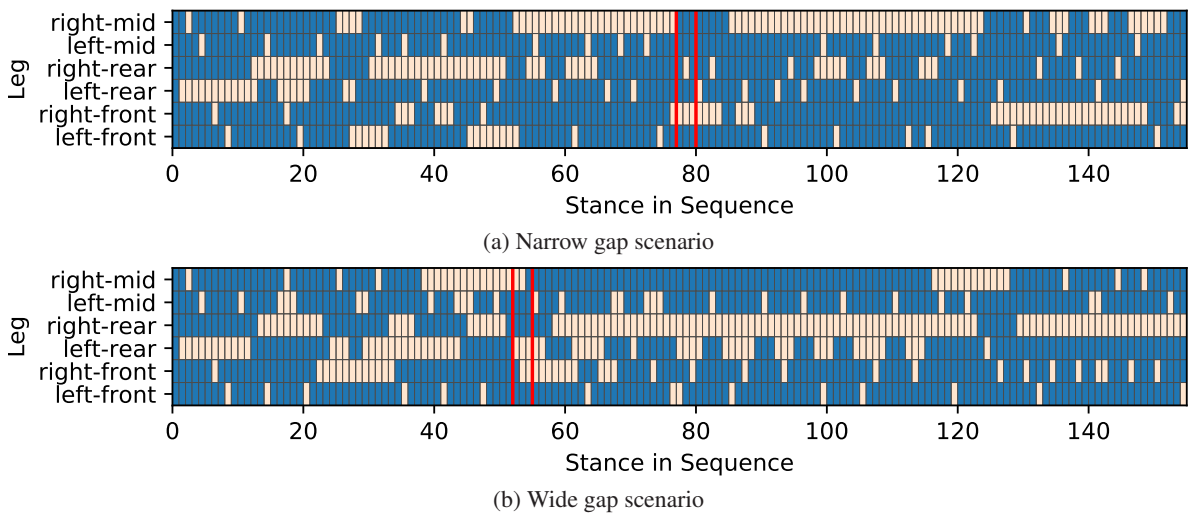 Leg
right-mid
left-mid
right-rear
left-rear
right-front
left-front
0 20 40 60 80 100 120 140
Stance in Sequence
(a) Narrow gap scenario
Leg
right-mid
left-mid
right-rear
left-rear
right-front
left-front
0 20 40 60 80 100 120 140
Stance in Sequence
(b) Wide gap scenario